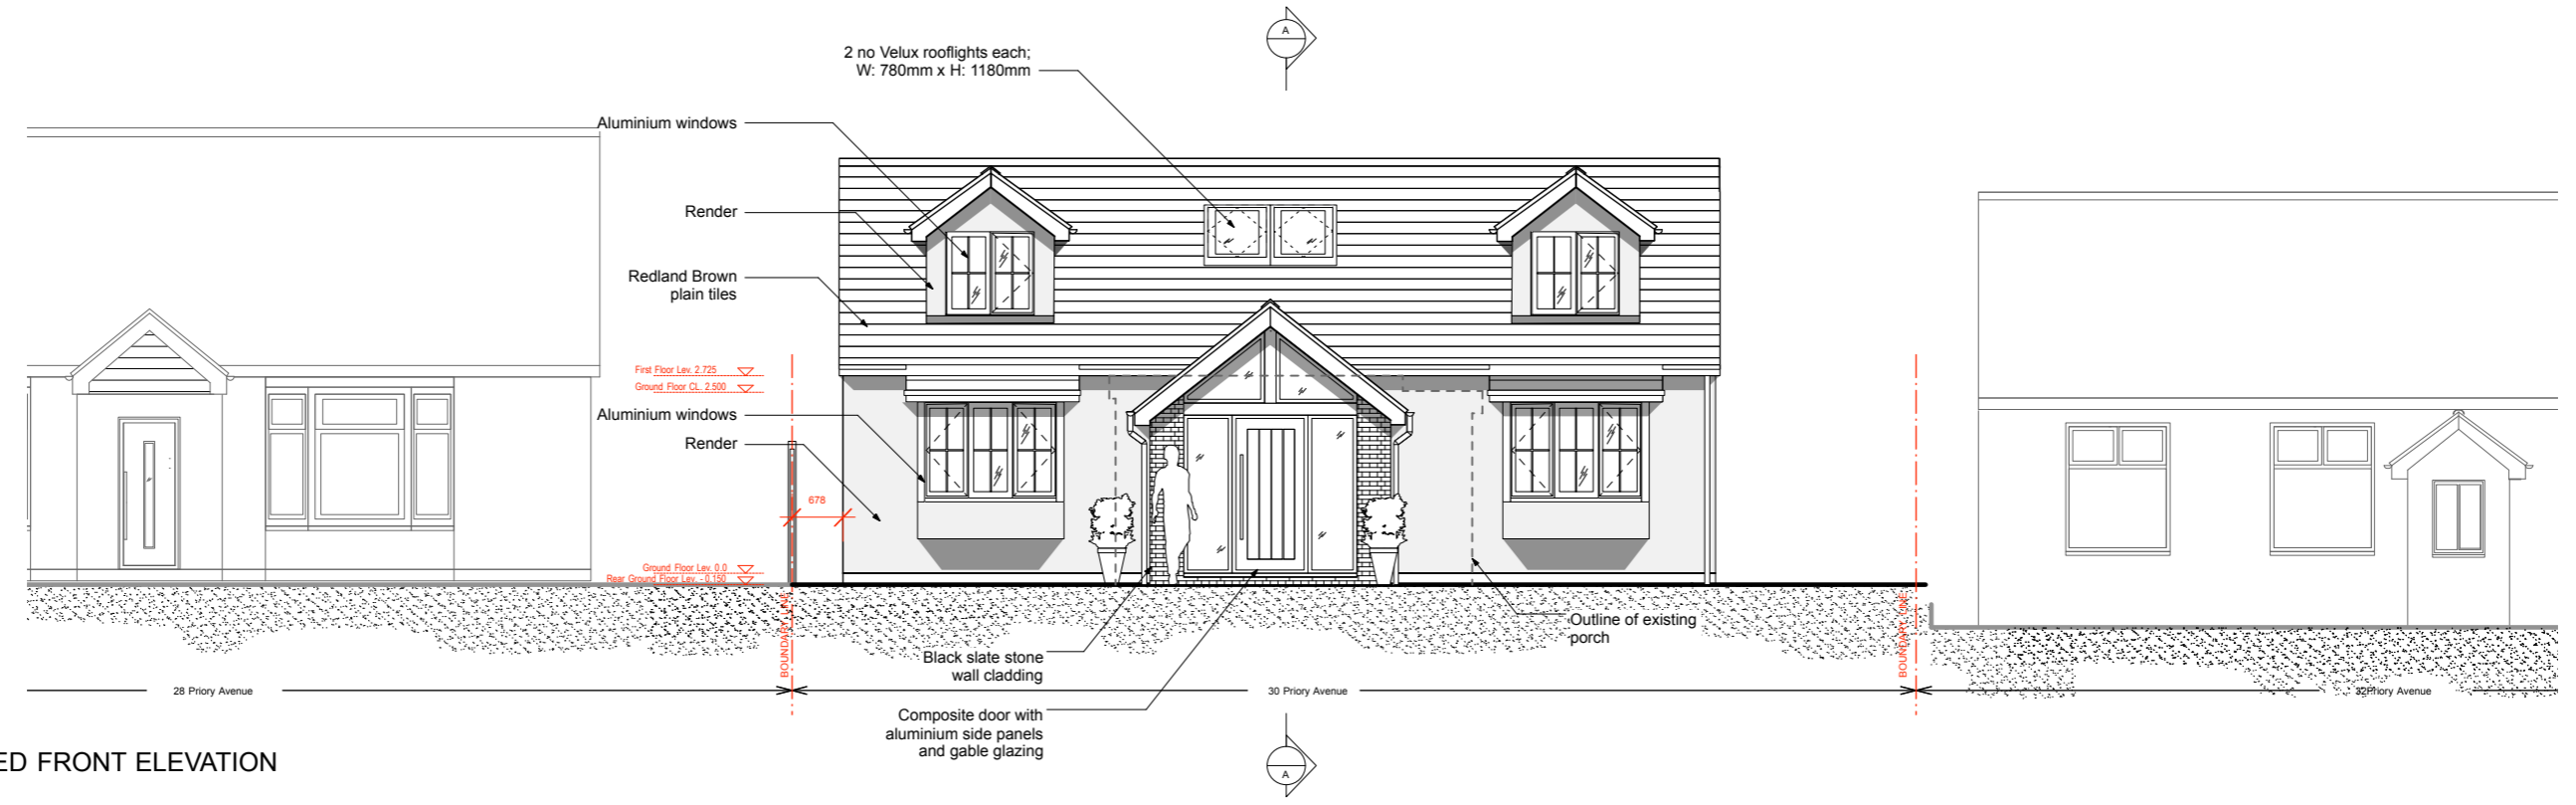 A
2 no Velux rooflights each;
W: 780mm x H: 1180mm
Aluminium windows
Render
Redland Brown
plain tiles
First Floor Lev. 2.725
Ground Floor CL. 2.500
Aluminium windows
Render
678
Ground Floor Lev. 0.0
Rear Ground Floor Lev. - 0.150
BOUNDARY LINE
BOUNDARY LINE
Outline of existing
porch
Black slate stone
wall cladding
28 Priory Avenue
30 Priory Avenue
32Priory Avenue
Composite door with
aluminium side panels
and gable glazing
ED FRONT ELEVATION
A